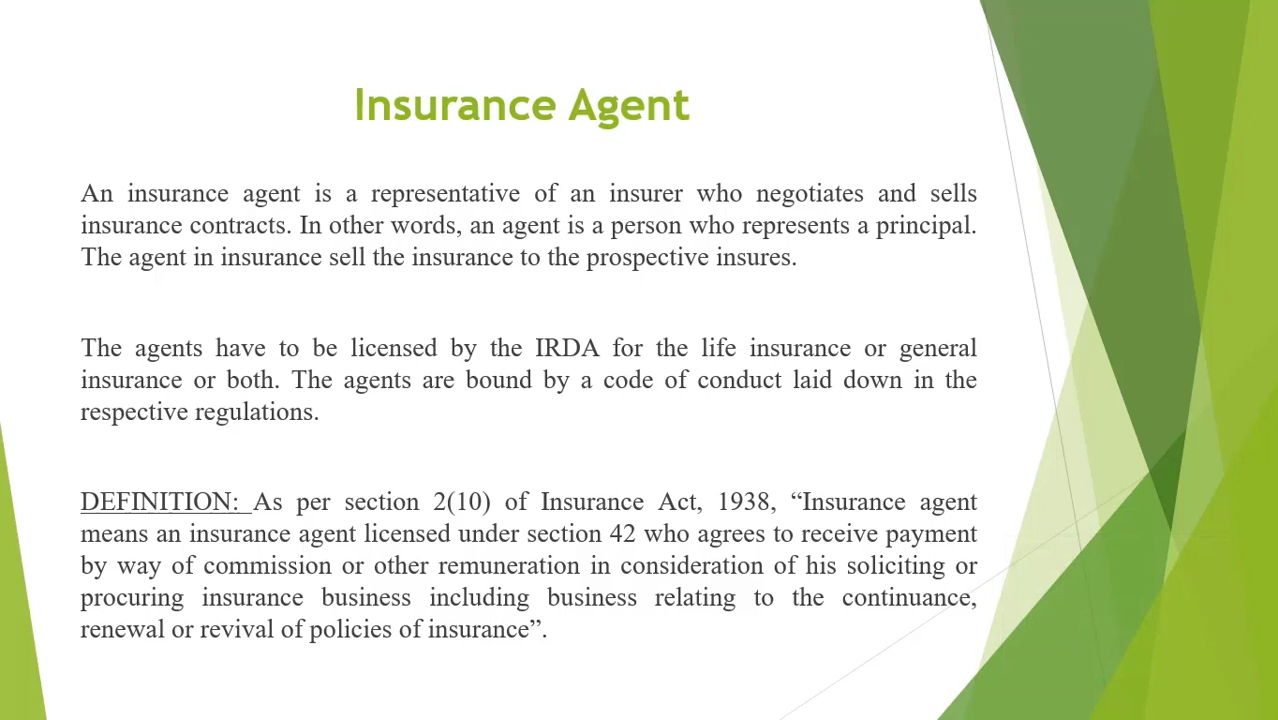 Insurance Agent
An insurance agent is a representative of an insurer who negotiates and sells
insurance contracts. In other words, an agent is a person who represents a principal.
The agent in insurance sell the insurance to the prospective insures.
The agents have to be licensed by the IRDA for the life insurance or general
insurance or both. The agents are bound by a code of conduct laid down in the
respective regulations.
DEFINITION: As per section 2(10) of Insurance Act, 1938, “Insurance agent
means an insurance agent licensed under section 42 who agrees to receive payment
by way of commission or other remuneration in consideration of his soliciting or
procuring insurance business including business relating to the continuance,
renewal or revival of policies of insurance”.